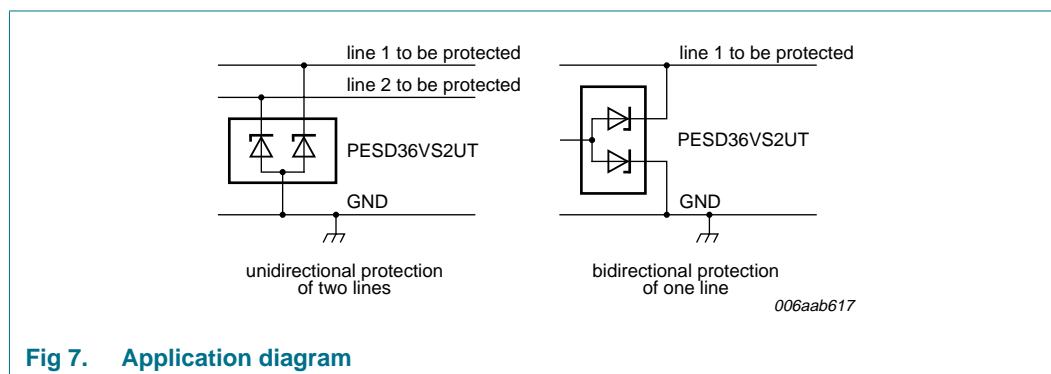 line 1 to be protected
line 2 to be protected
PESD36VS2UT
GND
unidirectional protection
of two lines
line 1 to be protected
PESD36VS2UT
GND
bidirectional protection
of one line
006aab617
Fig 7. Application diagram